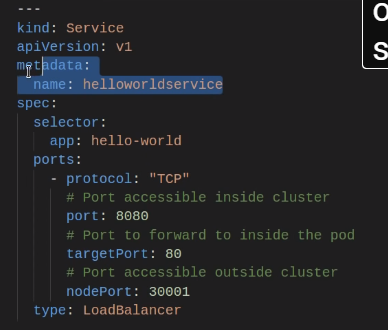 ---
kind: Service
apiVersion: v1
metadata:
  name: helloworldservice
spec:
  selector:
    app: hello-world
  ports:
    - protocol: "TCP"
      # Port accessible inside cluster
      port: 8080
      # Port to forward to inside the pod
      targetPort: 80
      # Port accessible outside cluster
      nodePort: 30001
  type: LoadBalancer